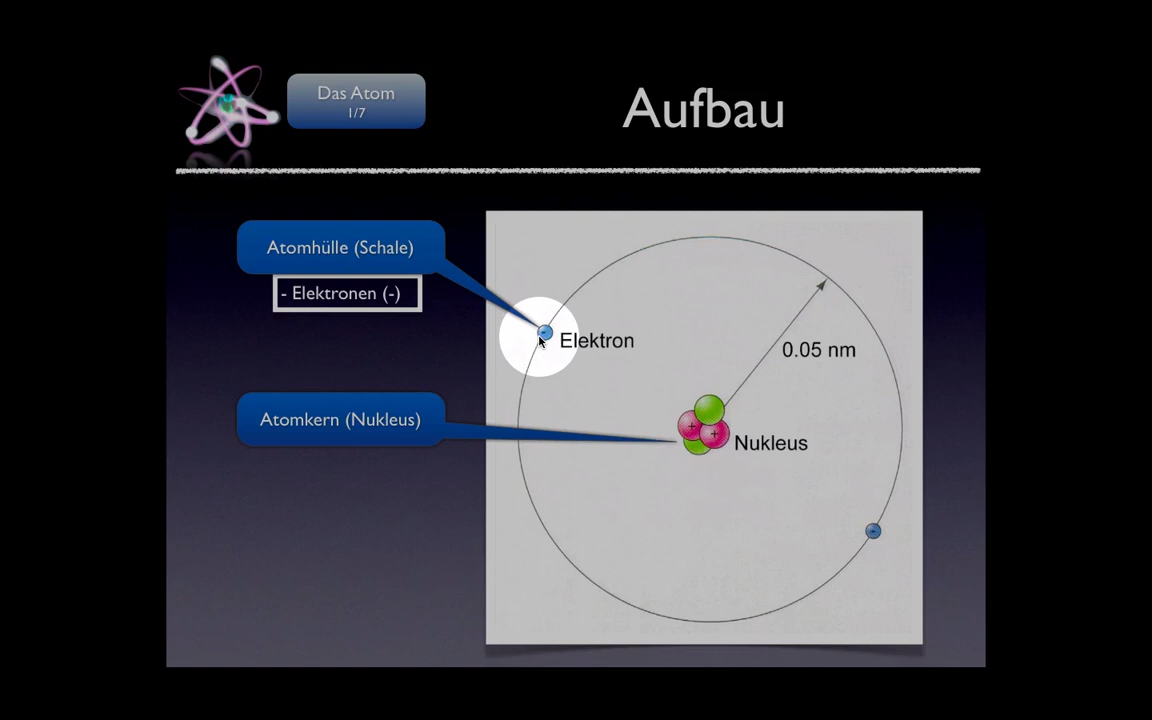 Das Atom
1/7
Aufbau
Atomhülle (Schale)
- Elektronen (-)
Elektron
0.05 nm
Atomkern (Nukleus)
+
+
Nukleus
-
-